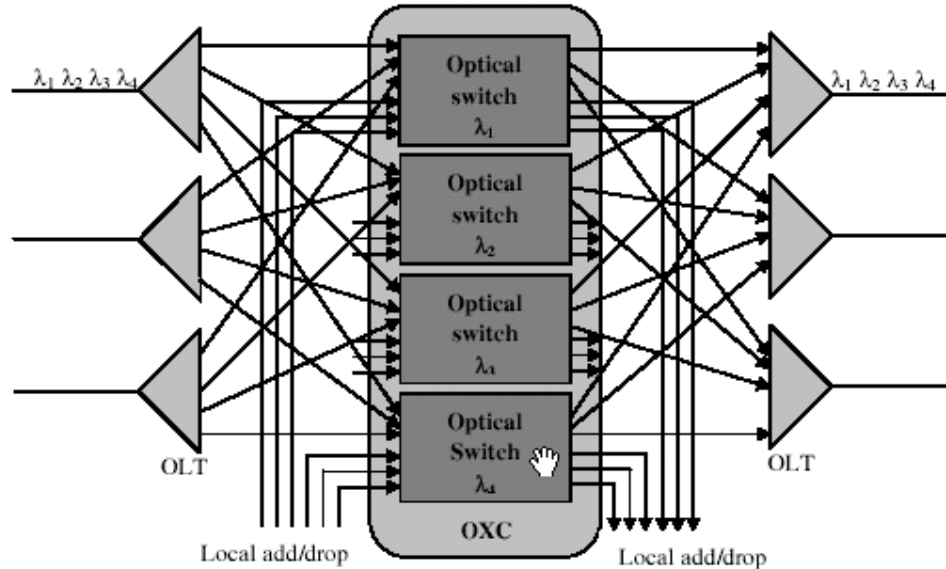 λ₁ λ₂ λ₃ λ₄
Optical
switch
λ₁
λ₁ λ₂ λ₃ λ₄
Optical
switch
λ₂
Optical
switch
λ₃
Optical
Switch
λ₄
OLT
OLT
OXC
Local add/drop
Local add/drop